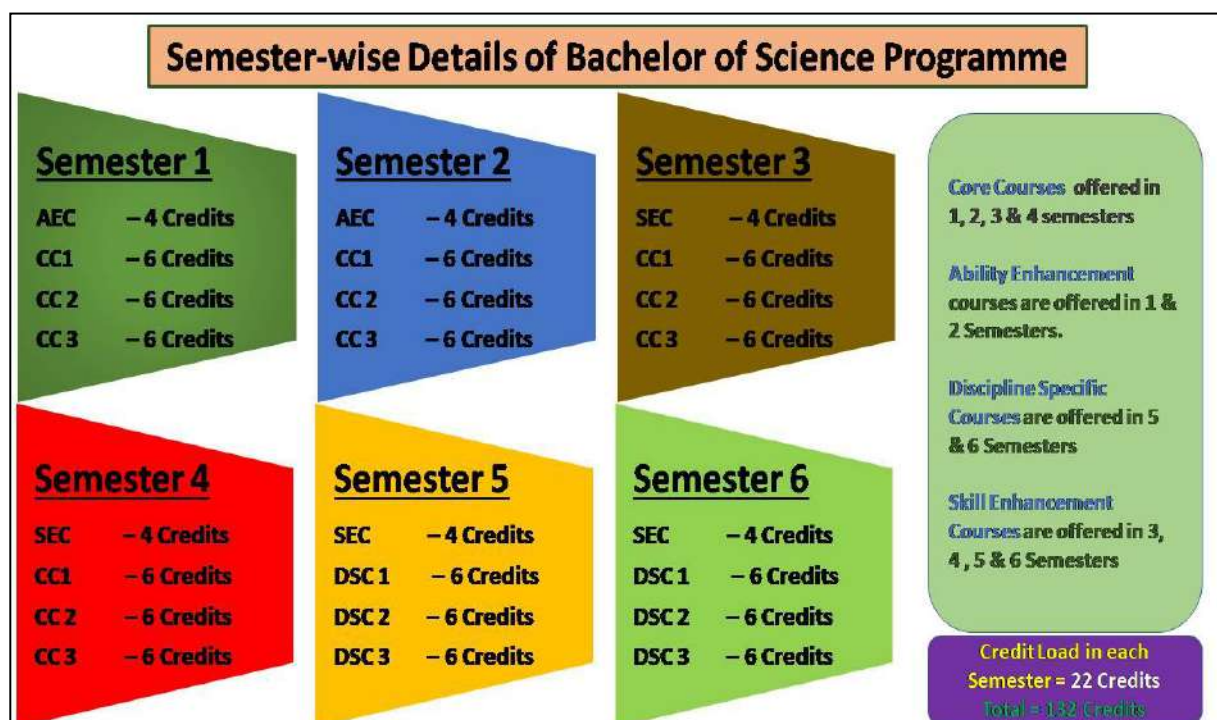 Semester-wise Details of Bachelor of Science Programme
Semester 1
AEC – 4 Credits
CC1 – 6 Credits
CC 2 – 6 Credits
CC 3 – 6 Credits
Semester 2
AEC – 4 Credits
CC1 – 6 Credits
CC 2 – 6 Credits
CC 3 – 6 Credits
Semester 3
SEC – 4 Credits
CC1 – 6 Credits
CC 2 – 6 Credits
CC 3 – 6 Credits
Semester 4
SEC – 4 Credits
CC1 – 6 Credits
CC 2 – 6 Credits
CC 3 – 6 Credits
Semester 5
SEC – 4 Credits
DSC 1 – 6 Credits
DSC 2 – 6 Credits
DSC 3 – 6 Credits
Semester 6
SEC – 4 Credits
DSC 1 – 6 Credits
DSC 2 – 6 Credits
DSC 3 – 6 Credits
Core Courses offered in
1, 2, 3 & 4 semesters
Ability Enhancement
courses are offered in 1 &
2 Semesters.
Discipline Specific
Courses are offered in 5
& 6 Semesters
Skill Enhancement
Courses are offered in 3,
4 , 5 & 6 Semesters
Credit Load in each
Semester = 22 Credits
Total = 132 Credits